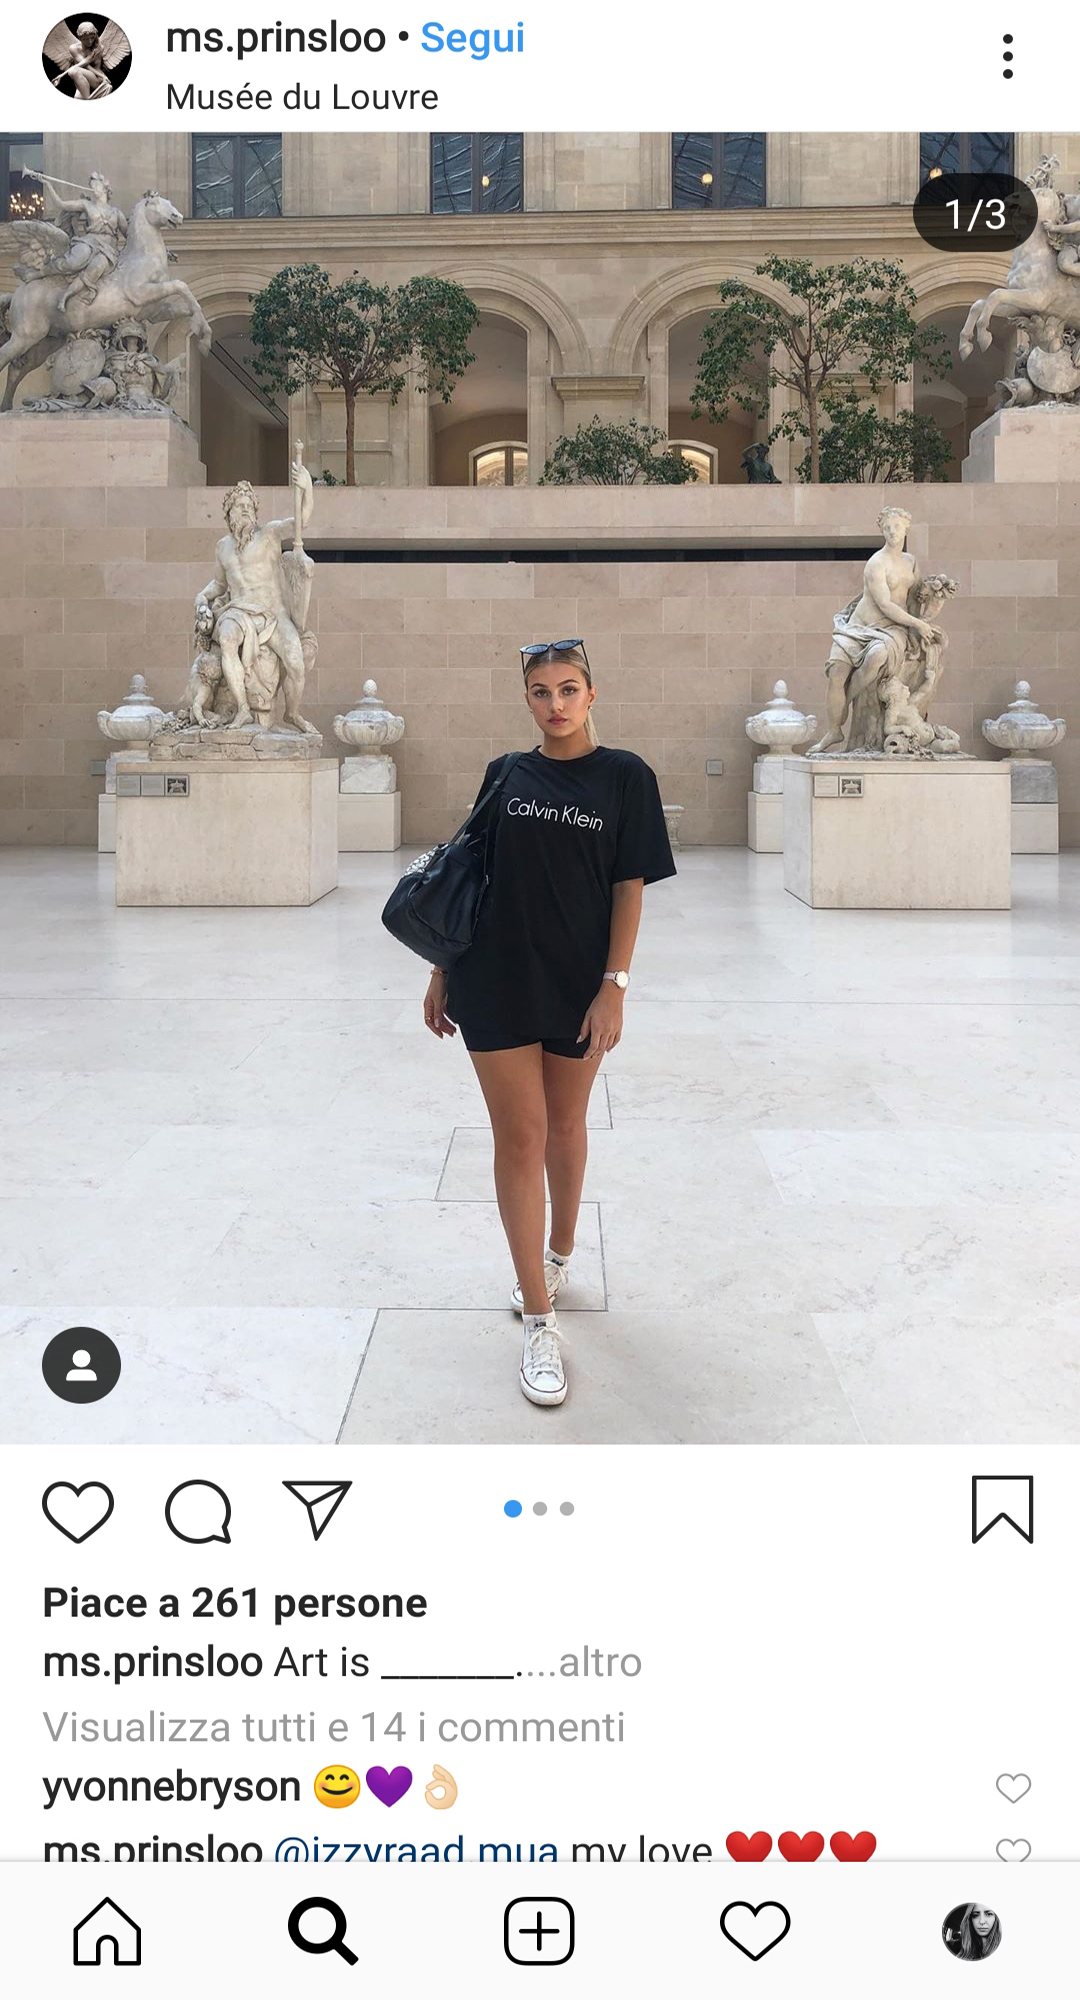 ms.prinsloo • Segui
Musée du Louvre
1/3
Calvin Klein
Piace a 261 persone
ms.prinsloo Art is _______....altro
Visualizza tutti e 14 i commenti
yvonnebryson 😊💜👌🏻
ms.prinsloo @izzyraad.mua my love ❤️❤️❤️